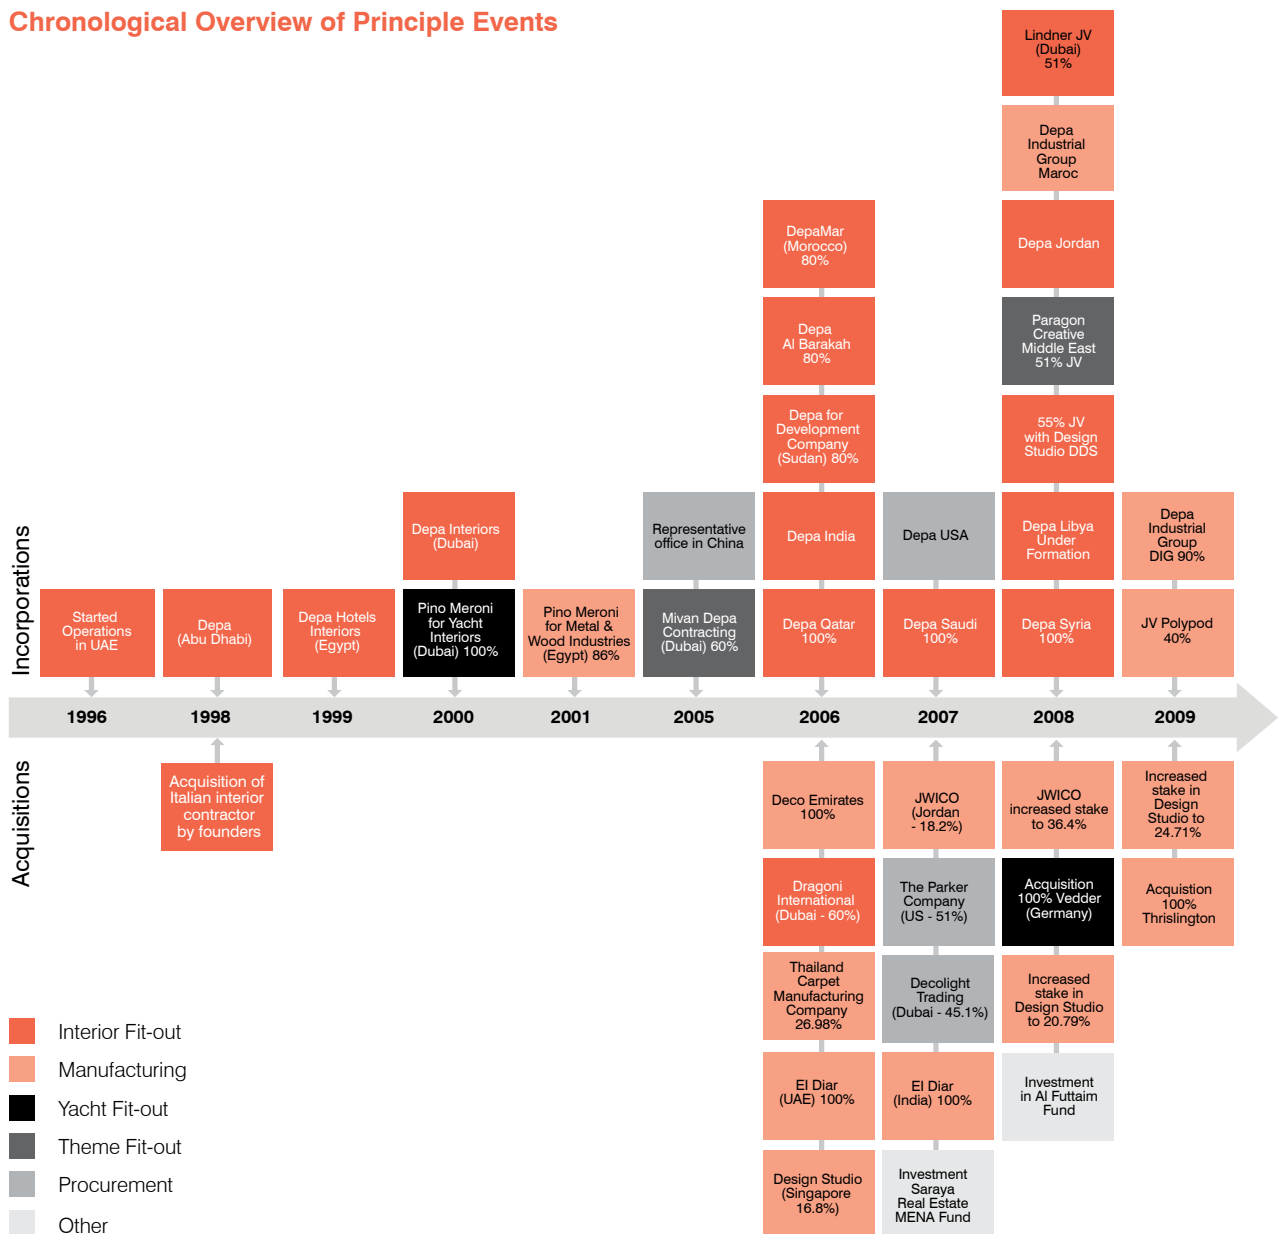 Chronological Overview of Principle Events
Lindner JV
(Dubai)
51%
Depa
Industrial
Group
Maroc
DepaMar
(Morocco)
80%
Depa Jordan
Depa
Al Barakah
80%
Paragon
Creative
Middle East
51% JV
Depa for
Development
Company
(Sudan) 80%
55% JV
with Design
Studio DDS
Incorporations
Depa Interiors
(Dubai)
Representative
office in China
Depa India
Depa USA
Depa Libya
Under
Formation
Depa
Industrial
Group
DIG 90%
Started
Operations
in UAE
Depa
(Abu Dhabi)
Depa Hotels
Interiors
(Egypt)
Pino Meroni
for Yacht
Interiors
(Dubai) 100%
Pino Meroni
for Metal &
Wood Industries
(Egypt) 86%
Mivan Depa
Contracting
(Dubai) 60%
Depa Qatar
100%
Depa Saudi
100%
Depa Syria
100%
JV Polypod
40%
1996
1998
1999
2000
2001
2005
2006
2007
2008
2009
Acquisitions
Acquisition of
Italian interior
contractor
by founders
Deco Emirates
100%
JWICO
(Jordan
- 18.2%)
JWICO
increased stake
to 36.4%
Increased
stake in
Design
Studio to
24.71%
Dragoni
International
(Dubai - 60%)
The Parker
Company
(US - 51%)
Acquisition
100% Vedder
(Germany)
Acquistion
100%
Thrislington
Thailand
Carpet
Manufacturing
Company
26.98%
Decolight
Trading
(Dubai - 45.1%)
Increased
stake in
Design Studio
to 20.79%
El Diar
(UAE) 100%
El Diar
(India) 100%
Investment
in Al Futtaim
Fund
Design Studio
(Singapore
16.8%)
Investment
Saraya
Real Estate
MENA Fund
Interior Fit-out
Manufacturing
Yacht Fit-out
Theme Fit-out
Procurement
Other